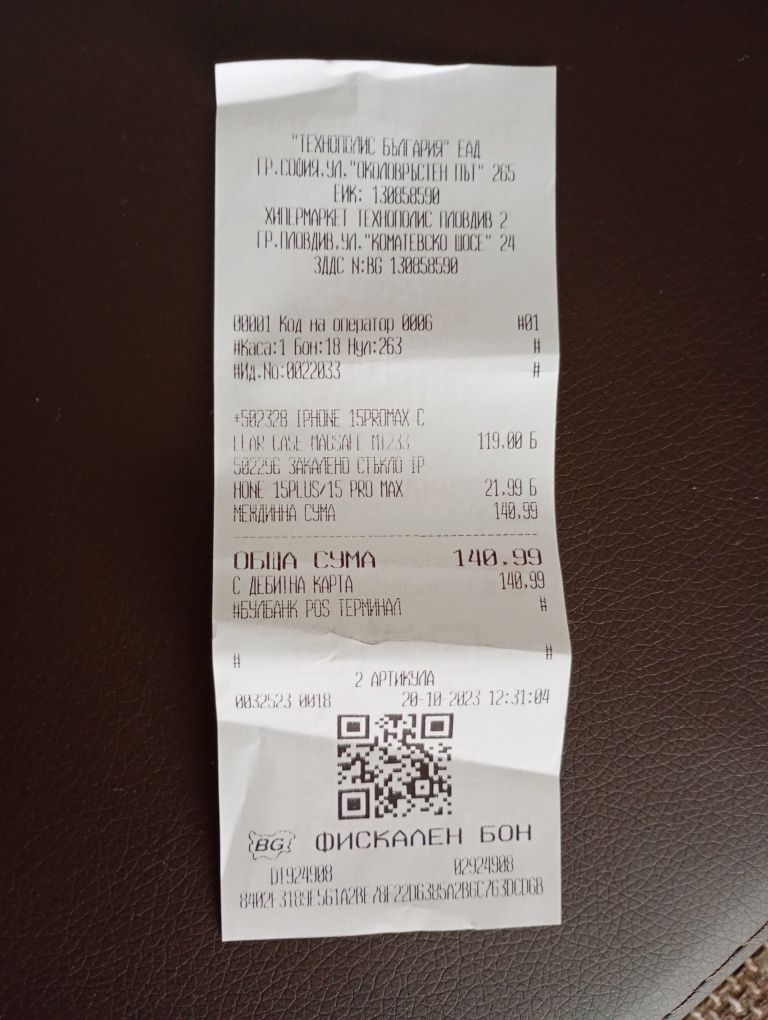 "ТЕХНОПОЛИС БЪЛГАРИЯ" ЕАД
ГР.СОФИЯ,УЛ."ОКОЛОВРЪСТЕН ПЪТ" 265
ЕИК: 130858590
ХИПЕРМАРКЕТ ТЕХНОПОЛИС ПЛОВДИВ 2
ГР.ПЛОВДИВ,УЛ."КОМАТЕВСКО ШОСЕ" 24
ЗДДС N:BG 130858590
00001 Код на оператор 0006 #01
#Каса:1 Бон:18 Нул:263 #
#Ид.No:0022033 #
+502328 IPHONE 15PROMAX C
LEAR CASE MAGSAFE MT233 119,00 Б
502296 ЗАКАЛЕНО СТЪКЛО IP
HONE 15PLUS/15 PRO MAX 21,99 Б
МЕЖДИННА СУМА 140,99
ОБЩА СУМА 140,99
С ДЕБИТНА КАРТА 140,99
#БУЛБАНК POS ТЕРМИНАЛ #
# #
2 АРТИКУЛА
0032523 0018 20-10-2023 12:31:04
BG ФИСКАЛЕН БОН
DT924908 02924908